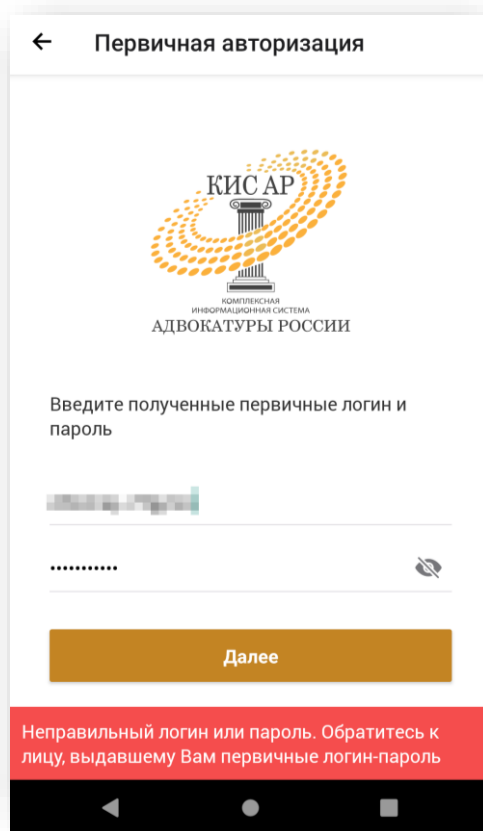 Первичная авторизация
КИС АР
КОМПЛЕКСНАЯ
ИНФОРМАЦИОННАЯ СИСТЕМА
АДВОКАТУРЫ РОССИИ
Введите полученные первичные логин и
пароль
Далее
Неправильный логин или пароль. Обратитесь к
лицу, выдавшему Вам первичные логин-пароль